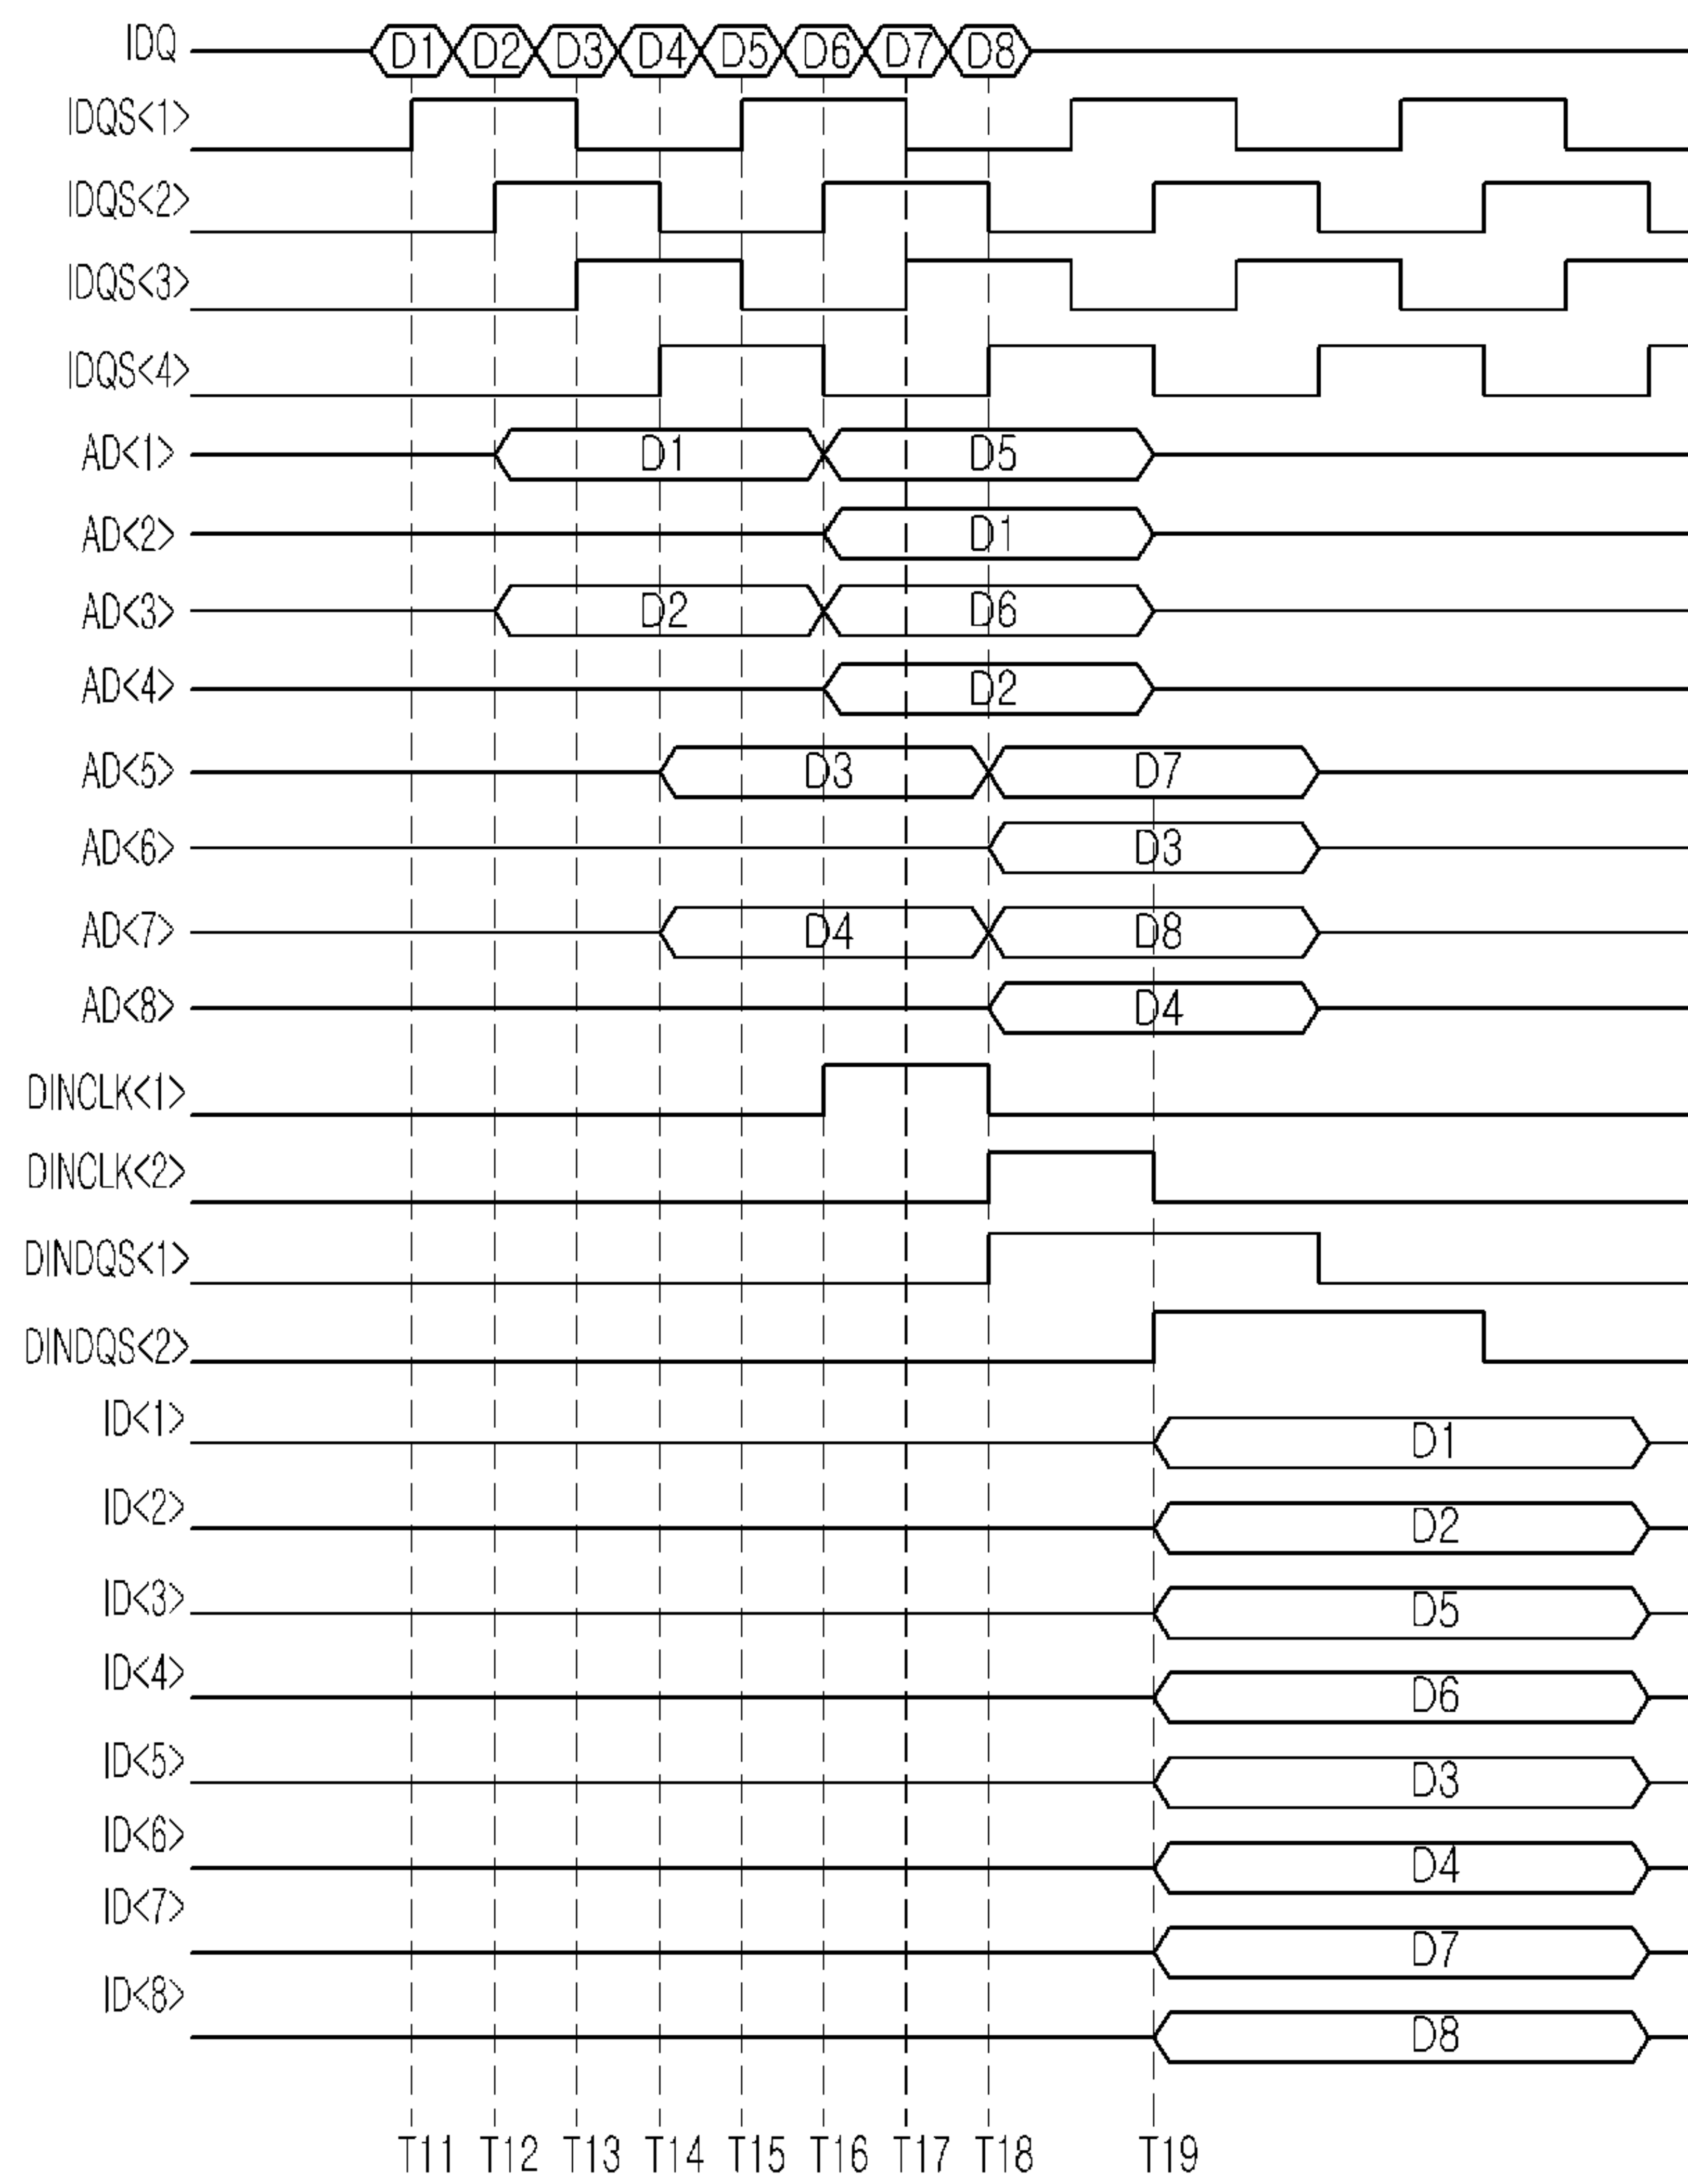 IDQ D1 D2 D3 D4 D5 D6 D7 D8
IDQS<1>
IDQS<2>
IDQS<3>
IDQS<4>
AD<1> D1 D5
AD<2> D1
AD<3> D2 D6
AD<4> D2
AD<5> D3 D7
AD<6> D3
AD<7> D4 D8
AD<8> D4
DINCLK<1>
DINCLK<2>
DINDQS<1>
DINDQS<2>
ID<1> D1
ID<2> D2
ID<3> D5
ID<4> D6
ID<5> D3
ID<6> D4
ID<7> D7
ID<8> D8
T11 T12 T13 T14 T15 T16 T17 T18 T19